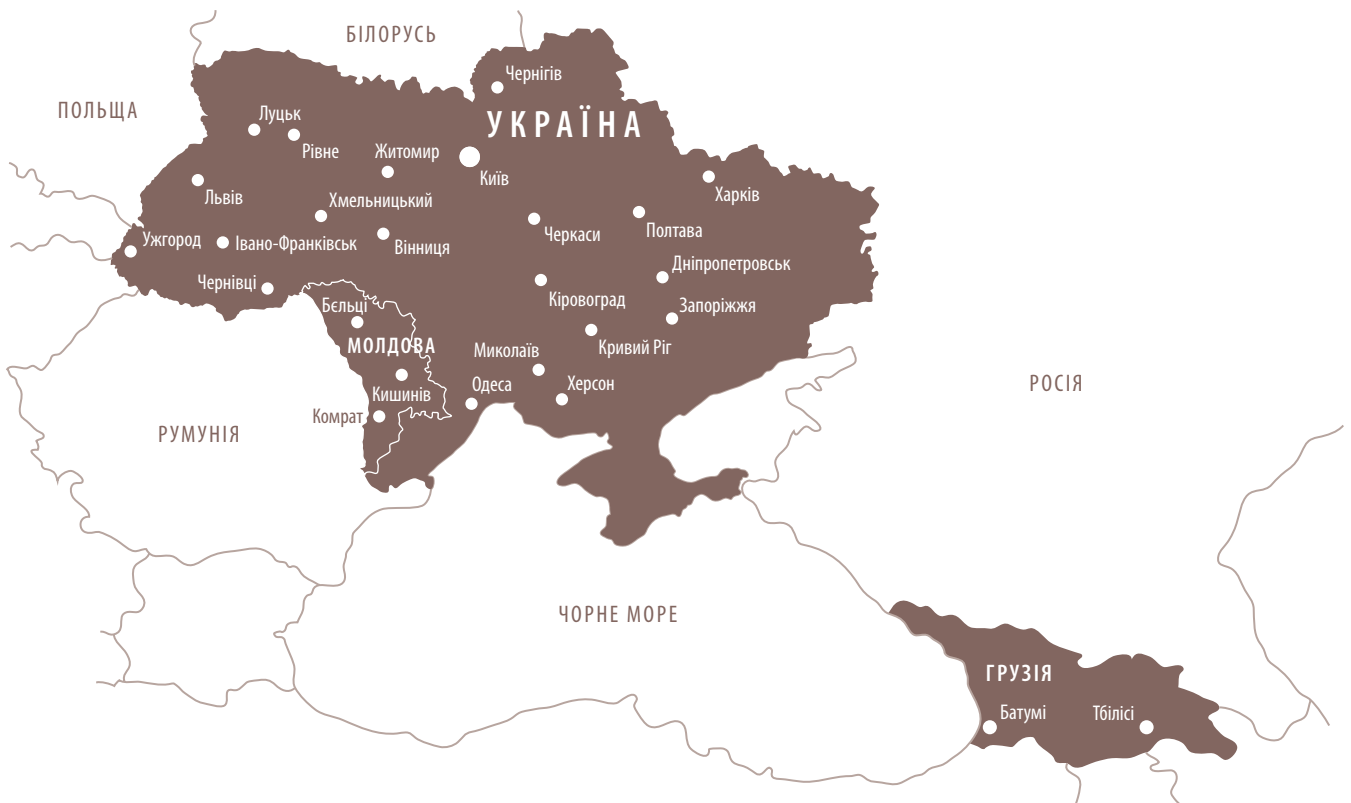 БІЛОРУСЬ
ПОЛЬЩА
Чернігів
УКРАЇНА
Луцьк
Рівне
Житомир
Київ
Харків
Львів
Хмельницький
Черкаси
Полтава
Ужгород
Івано-Франківськ
Вінниця
Дніпропетровськ
Чернівці
Кіровоград
Запоріжжя
Бєльці
МОЛДОВА
Миколаїв
Кривий Ріг
Кишинів
Одеса
Херсон
РОСІЯ
Комрат
РУМУНІЯ
ЧОРНЕ МОРЕ
ГРУЗІЯ
Батумі
Тбілісі